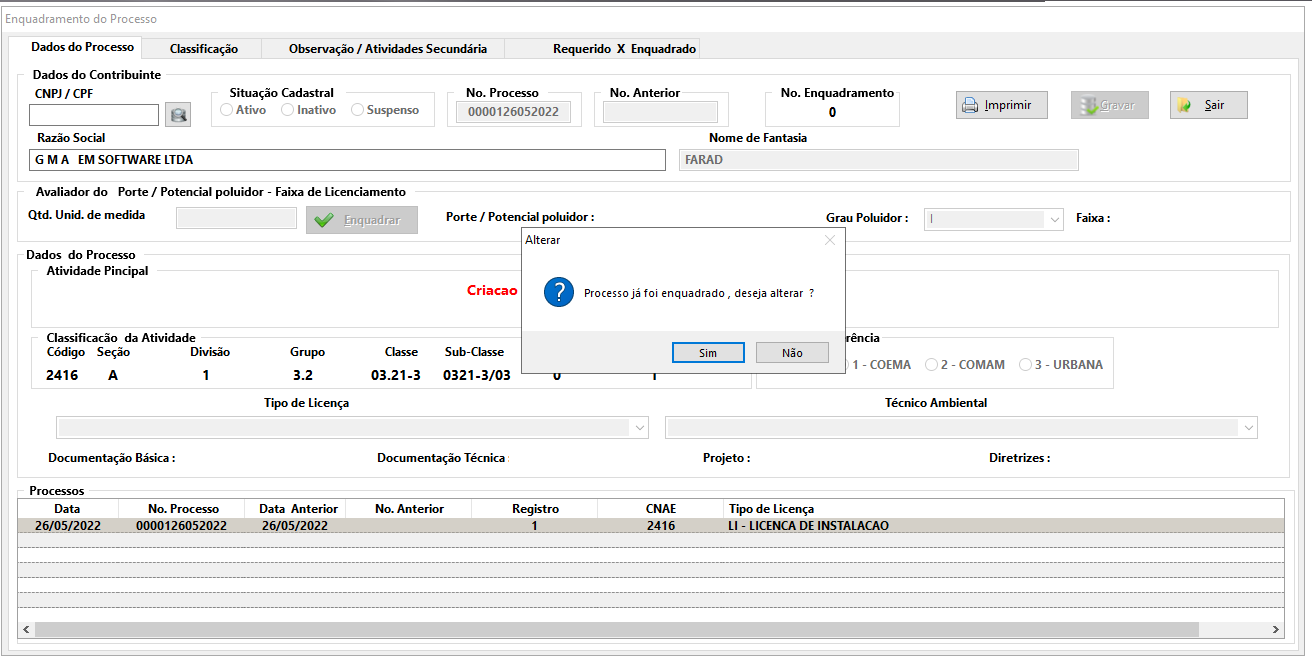 Enquadramento do Processo
Dados do Processo Classificação Observação / Atividades Secundária Requerido X Enquadrado
Dados do Contribuinte
CNPJ / CPF Situação Cadastral No. Processo No. Anterior No. Enquadramento
Ativo Inativo Suspenso 0000126052022 0 Imprimir Gravar Sair
Razão Social Nome de Fantasia
G M A EM SOFTWARE LTDA FARAD
Avaliador do Porte / Potencial poluidor - Faixa de Licenciamento
Qtd. Unid. de medida Enquadrar Porte / Potencial poluidor : Grau Poluidor : I Faixa :
Alterar
Processo já foi enquadrado , deseja alterar ?
Sim Não
Dados do Processo
Atividade Pincipal
Criacao
Classificacão da Atividade
Código Seção Divisão Grupo Classe Sub-Classe
2416 A 1 3.2 03.21-3 0321-3/03 0 1
1 - COEMA 2 - COMAM 3 - URBANA
Tipo de Licença Técnico Ambiental
Documentação Básica : Documentação Técnica : Projeto : Diretrizes :
Processos
Data No. Processo Data Anterior No. Anterior Registro CNAE Tipo de Licença
26/05/2022 0000126052022 26/05/2022 1 2416 LI - LICENCA DE INSTALACAO